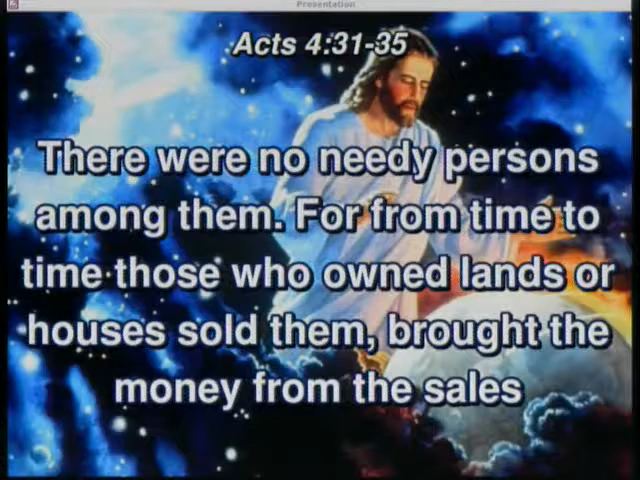 Presentation
Acts 4:31-35
There were no needy persons
among them. For from time to
time those who owned lands or
houses sold them, brought the
money from the sales